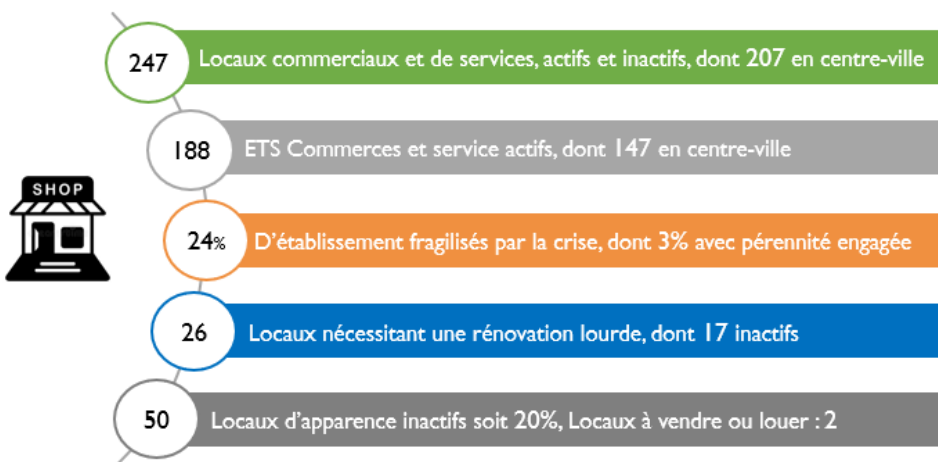 247 Locaux commerciaux et de services, actifs et inactifs, dont 207 en centre-ville
188 ETS Commerces et service actifs, dont 147 en centre-ville
SHOP
24% D'établissement fragilisés par la crise, dont 3% avec pérennité engagée
26 Locaux nécessitant une rénovation lourde, dont 17 inactifs
50 Locaux d'apparence inactifs soit 20%, Locaux à vendre ou louer : 2